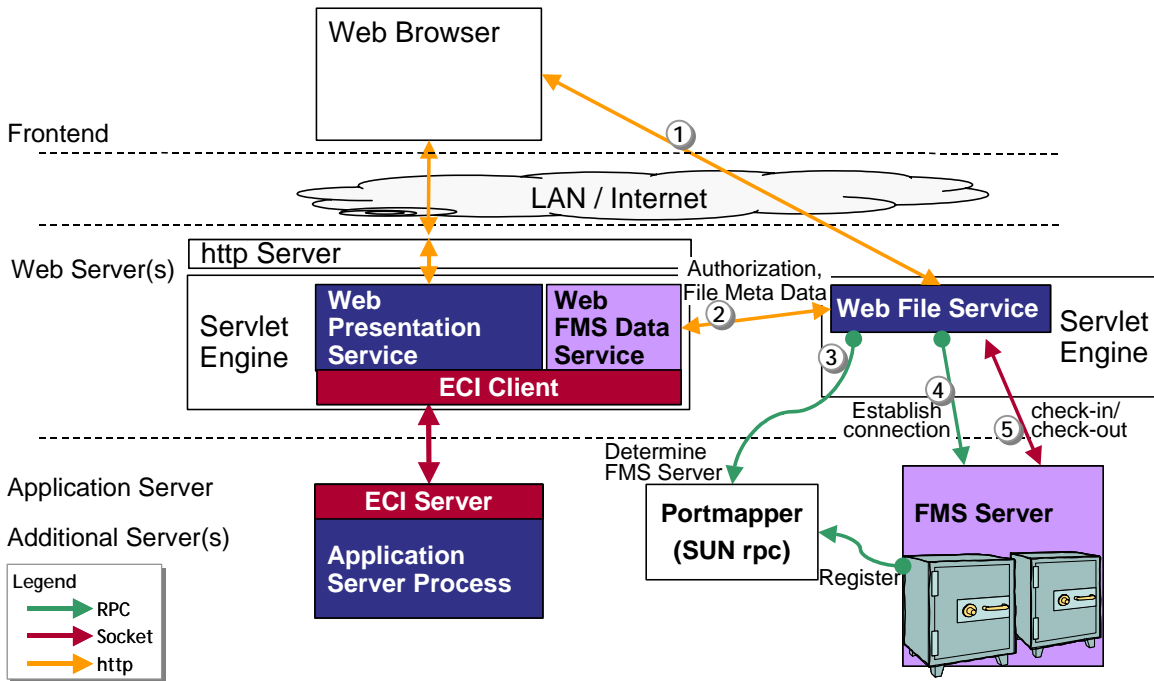 Web Browser
1
Frontend
LAN / Internet
http Server
Web Server(s)
Authorization,
File Meta Data
Servlet
Engine
Web
Presentation
Service
Web
FMS Data
Service
2
Web File Service
Servlet
Engine
3
ECI Client
4
Establish
connection
5
check-in/
check-out
Determine
FMS Server
Application Server
Additional Server(s)
ECI Server
Application
Server Process
Portmapper
(SUN rpc)
FMS Server
Register
Legend
RPC
Socket
http